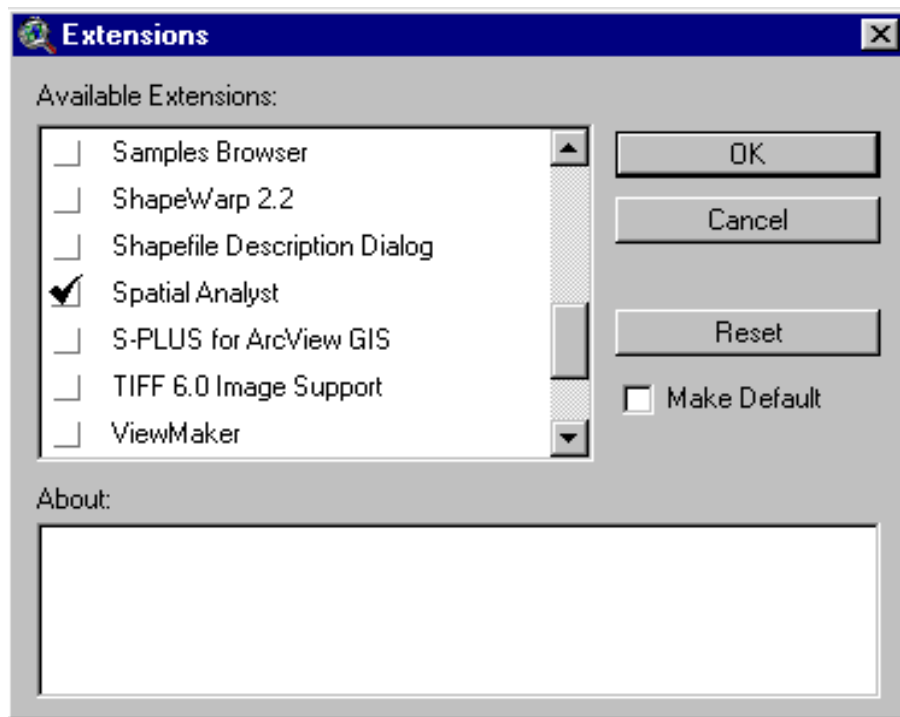 Extensions
Available Extensions:
Samples Browser
ShapeWarp 2.2
Shapefile Description Dialog
Spatial Analyst
S-PLUS for ArcView GIS
TIFF 6.0 Image Support
ViewMaker
OK
Cancel
Reset
Make Default
About: